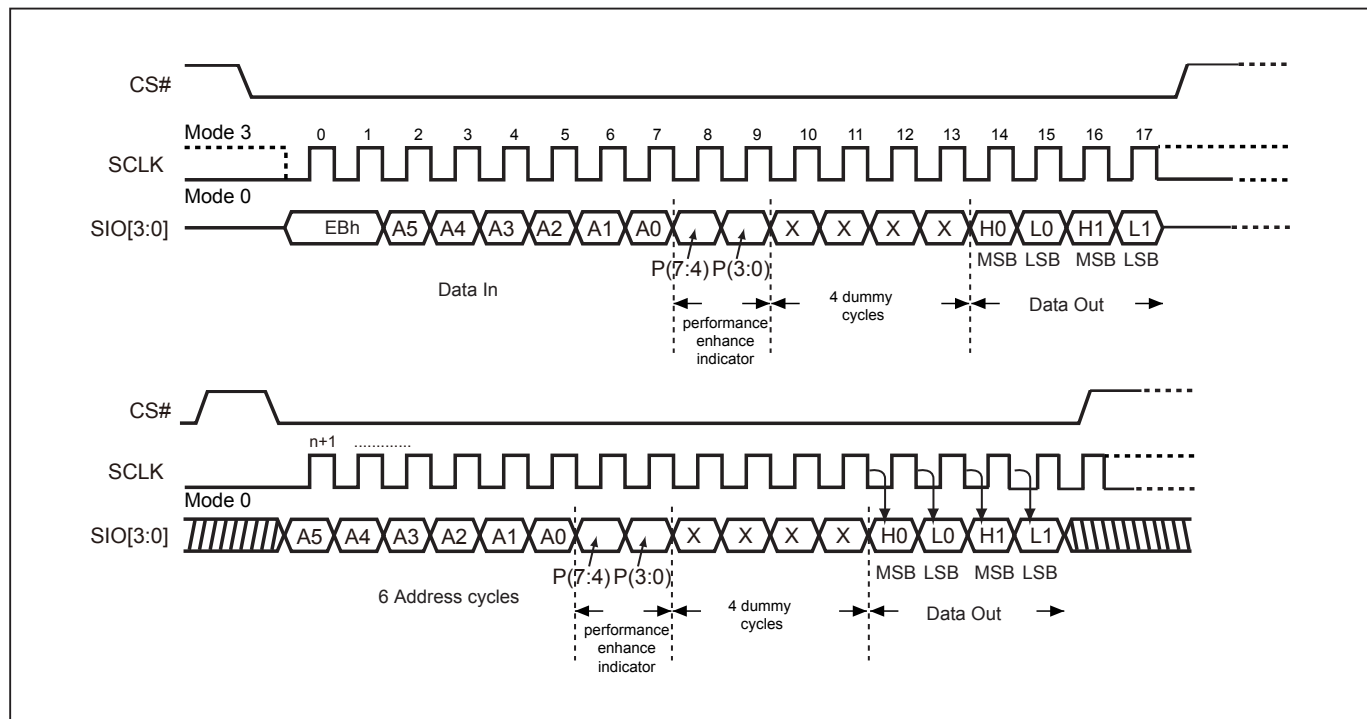 CS#
Mode 3
0 1 2 3 4 5 6 7 8 9 10 11 12 13 14 15 16 17
SCLK
Mode 0
SIO[3:0] EBh A5 A4 A3 A2 A1 A0 X X X X H0 L0 H1 L1
MSB LSB MSB LSB
P(7:4) P(3:0)
Data In
4 dummy
cycles
Data Out
performance
enhance
indicator
CS#
n+1 .............
SCLK
Mode 0
SIO[3:0] A5 A4 A3 A2 A1 A0 X X X X H0 L0 H1 L1
MSB LSB MSB LSB
P(7:4) P(3:0)
6 Address cycles
4 dummy
cycles
Data Out
performance
enhance
indicator